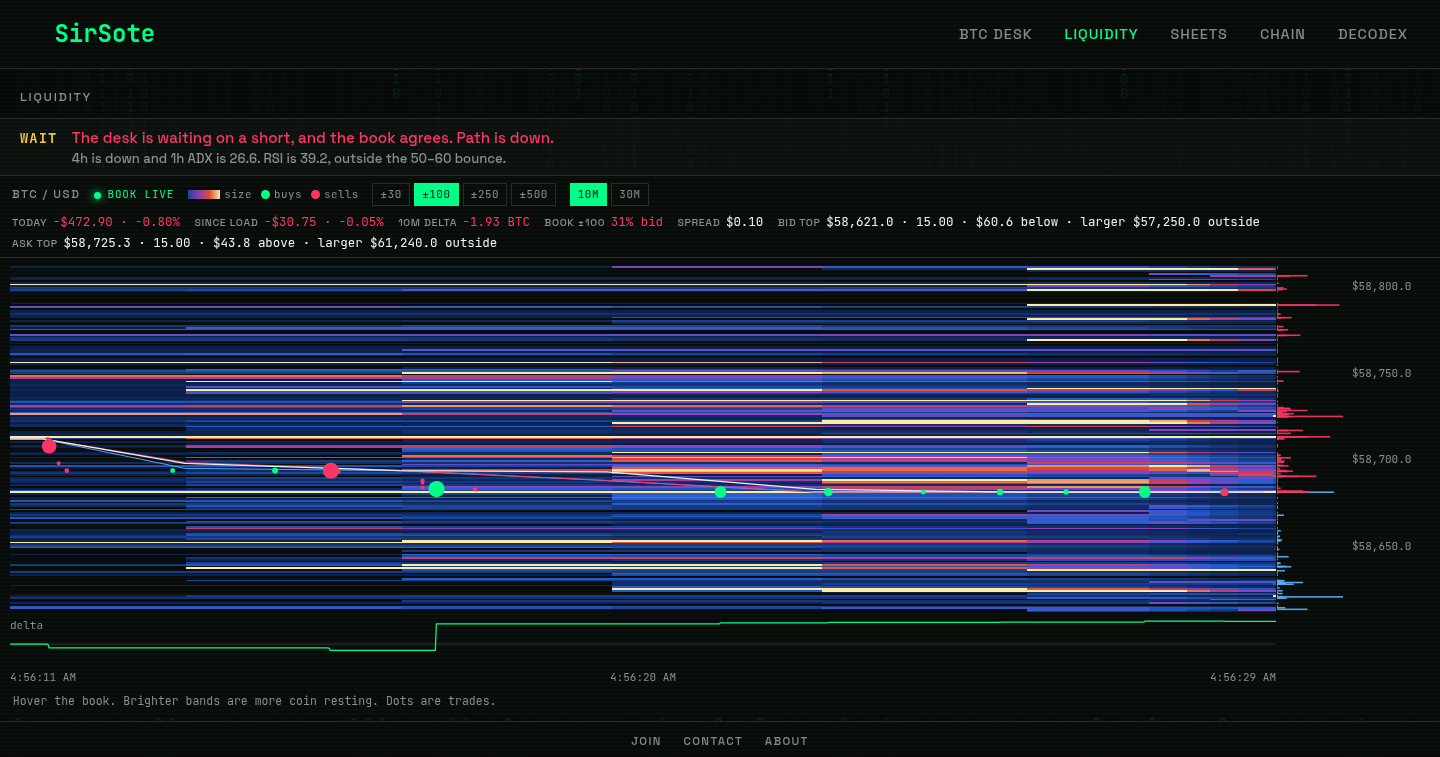 SirSote
BTC DESK LIQUIDITY SHEETS CHAIN DECODEX
LIQUIDITY
WAIT The desk is waiting on a short, and the book agrees. Path is down.
4h is down and 1h ADX is 26.6. RSI is 39.2, outside the 50–60 bounce.
BTC / USD BOOK LIVE size buys sells ±30 ±100 ±250 ±500 10M 30M
TODAY -$472.90 · -0.80% SINCE LOAD -$30.75 · -0.05% 10M DELTA -1.93 BTC BOOK ±100 31% bid SPREAD $0.10 BID TOP $58,621.0 · 15.00 · $60.6 below · larger $57,250.0 outside
ASK TOP $58,725.3 · 15.00 · $43.8 above · larger $61,240.0 outside
$58,800.0
$58,750.0
$58,700.0
$58,650.0
delta
4:56:11 AM 4:56:20 AM 4:56:29 AM
Hover the book. Brighter bands are more coin resting. Dots are trades.
JOIN CONTACT ABOUT